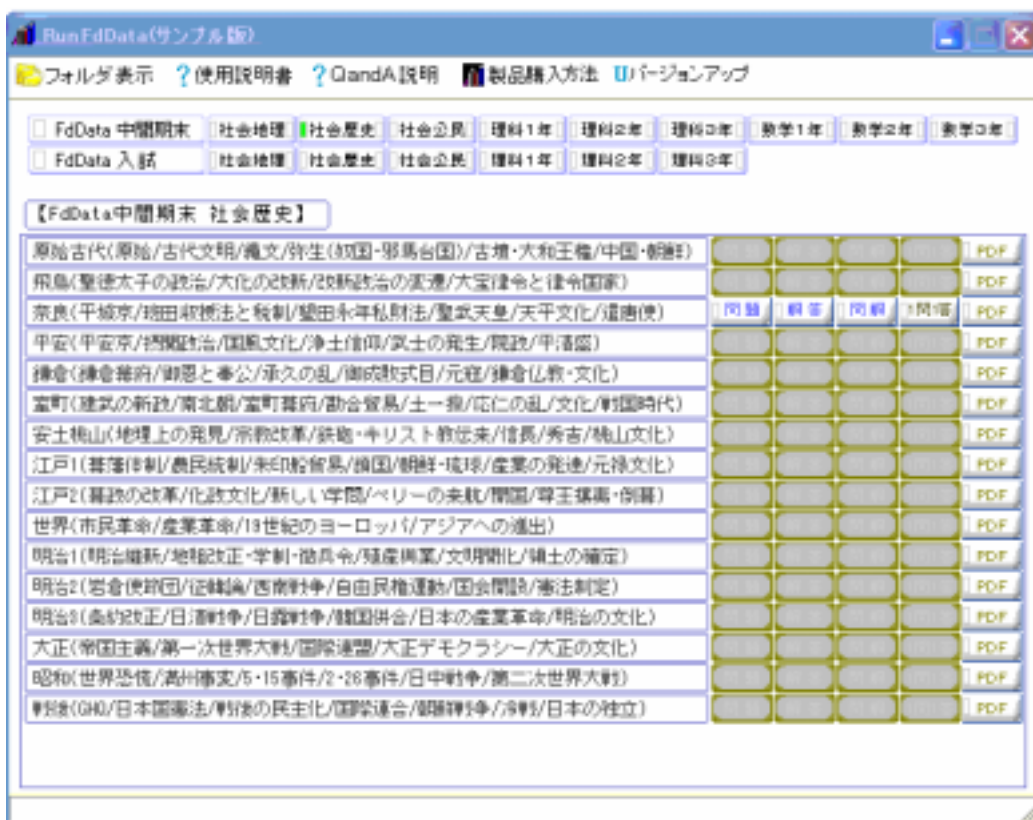 RunFdData(サンプル版)
フォルダ表示 ?使用説明書 ?QandA説明 製品購入方法 Uバージョンアップ
FdData 中間期末 社会地理 社会歴史 社会公民 理科1年 理科2年 理科3年 数学1年 数学2年 数学3年
FdData 入試 社会地理 社会歴史 社会公民 理科1年 理科2年 理科3年
【FdData中間期末 社会歴史】
原始古代(原始/古代文明/縄文/弥生(奴国・邪馬台国)/古墳・大和王権/中国・朝鮮) PDF
飛鳥(聖徳太子の政治/大化の改新/改新政治の変遷/大宝律令と律令国家) PDF
奈良(平城京/班田収授法と税制/墾田永年私財法/聖武天皇/天平文化/遣唐使) 問題 解答 問解 1問1答 PDF
平安(平安京/摂関政治/国風文化/浄土信仰/武士の発生/院政/平清盛) PDF
鎌倉(鎌倉幕府/御恩と奉公/承久の乱/御成敗式目/元寇/鎌倉仏教・文化) PDF
室町(建武の新政/南北朝/室町幕府/勘合貿易/土一揆/応仁の乱/文化/戦国時代) PDF
安土桃山(地理上の発見/宗教改革/鉄砲・キリスト教伝来/信長/秀吉/桃山文化) PDF
江戸1(幕藩体制/農民統制/朱印船貿易/鎖国/朝鮮・琉球/産業の発達/元禄文化) PDF
江戸2(幕政の改革/化政文化/新しい学問/ペリーの来航/開国/尊王攘夷・倒幕) PDF
世界(市民革命/産業革命/19世紀のヨーロッパ/アジアへの進出) PDF
明治1(明治維新/地租改正・学制・徴兵令/殖産興業/文明開化/領土の確定) PDF
明治2(岩倉使節団/征韓論/西南戦争/自由民権運動/国会開設/憲法制定) PDF
明治3(条約改正/日清戦争/日露戦争/韓国併合/日本の産業革命/明治の文化) PDF
大正(帝国主義/第一次世界大戦/国際連盟/大正デモクラシー/大正の文化) PDF
昭和(世界恐慌/満州事変/5・15事件/2・26事件/日中戦争/第二次世界大戦) PDF
戦後(GHQ/日本国憲法/戦後の民主化/国際連合/朝鮮戦争/冷戦/日本の独立) PDF